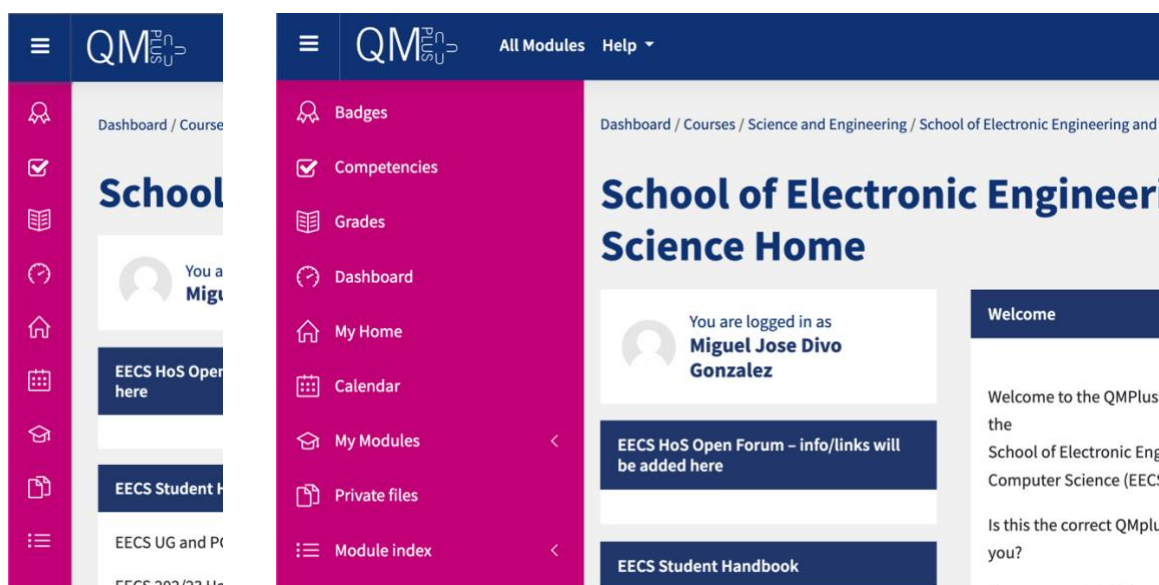 QM
PLUS
Dashboard / Course
School
You a
Migu
EECS HoS Open
here
EECS Student H
EECS UG and PG
QM
PLUS
All Modules
Help
Badges
Competencies
Grades
Dashboard
My Home
Calendar
My Modules
Private files
Module index
Dashboard / Courses / Science and Engineering / School of Electronic Engineering and
School of Electronic Engineeri
Science Home
You are logged in as
Miguel Jose Divo
Gonzalez
EECS HoS Open Forum – info/links will
be added here
EECS Student Handbook
Welcome
Welcome to the QMPlus
the
School of Electronic Eng
Computer Science (EECS
Is this the correct QMplu
you?